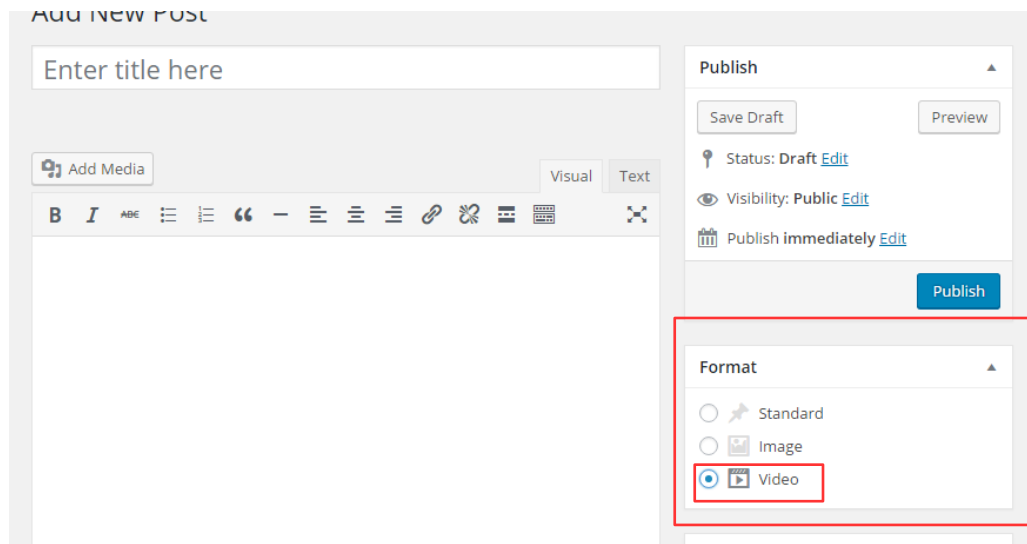 Add New Post
Enter title here
Add Media
Visual
Text
B I ABC
Publish
Save Draft
Preview
Status: Draft Edit
Visibility: Public Edit
Publish immediately Edit
Publish
Format
Standard
Image
Video